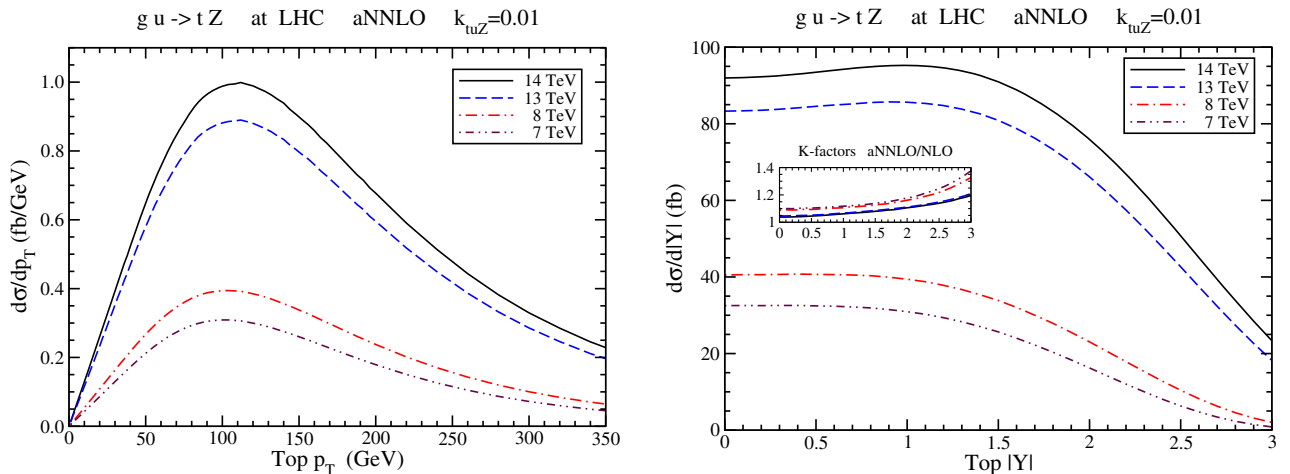 g u -> t Z at LHC aNNLO k_tuZ=0.01
1.0
0.8
0.6
0.4
0.2
0.0
dσ/dp_T (fb/GeV)
14 TeV
13 TeV
8 TeV
7 TeV
0 50 100 150 200 250 300 350
Top p_T (GeV)
g u -> t Z at LHC aNNLO k_tuZ=0.01
100
80
60
40
20
0
dσ/d|Y| (fb)
14 TeV
13 TeV
8 TeV
7 TeV
K-factors aNNLO/NLO
1.4
1.2
1
0 0.5 1 1.5 2 2.5 3
0 0.5 1 1.5 2 2.5 3
Top |Y|